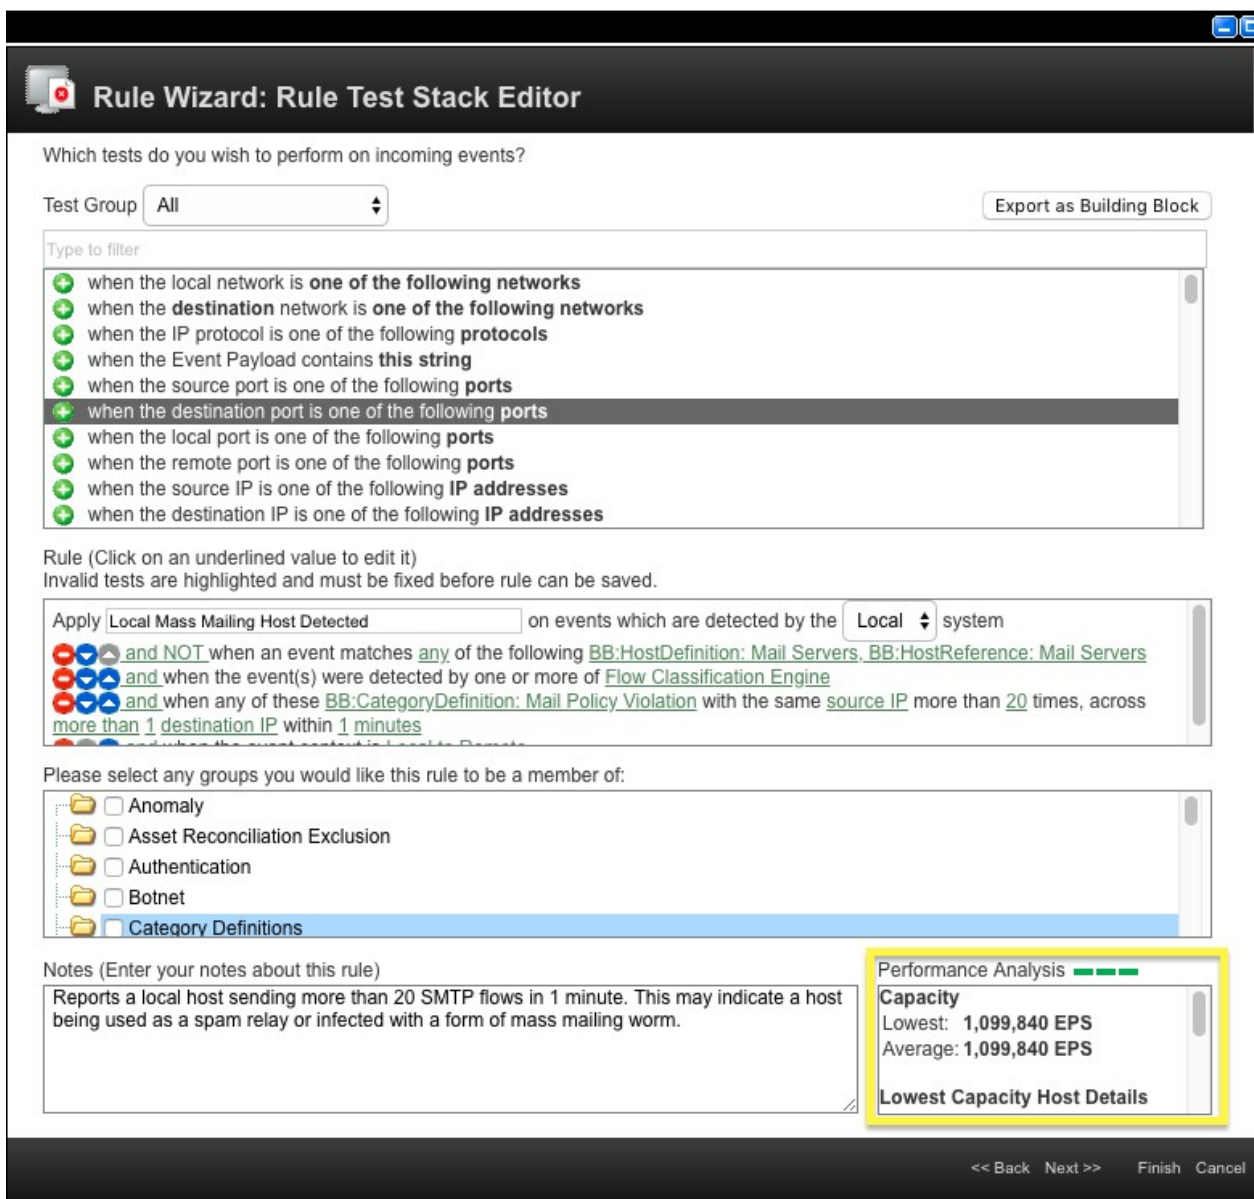 Rule Wizard: Rule Test Stack Editor
Which tests do you wish to perform on incoming events?
Test Group All
Export as Building Block
Type to filter
when the local network is one of the following networks
when the destination network is one of the following networks
when the IP protocol is one of the following protocols
when the Event Payload contains this string
when the source port is one of the following ports
when the destination port is one of the following ports
when the local port is one of the following ports
when the remote port is one of the following ports
when the source IP is one of the following IP addresses
when the destination IP is one of the following IP addresses
Rule (Click on an underlined value to edit it)
Invalid tests are highlighted and must be fixed before rule can be saved.
Apply Local Mass Mailing Host Detected on events which are detected by the Local system
and NOT when an event matches any of the following BB:HostDefinition: Mail Servers, BB:HostReference: Mail Servers
and when the event(s) were detected by one or more of Flow Classification Engine
and when any of these BB:CategoryDefinition: Mail Policy Violation with the same source IP more than 20 times, across
more than 1 destination IP within 1 minutes
and when the event context is Local to Remote
Please select any groups you would like this rule to be a member of:
Anomaly
Asset Reconciliation Exclusion
Authentication
Botnet
Category Definitions
Notes (Enter your notes about this rule)
Reports a local host sending more than 20 SMTP flows in 1 minute. This may indicate a host
being used as a spam relay or infected with a form of mass mailing worm.
Performance Analysis
Capacity
Lowest: 1,099,840 EPS
Average: 1,099,840 EPS
Lowest Capacity Host Details
<< Back Next >> Finish Cancel